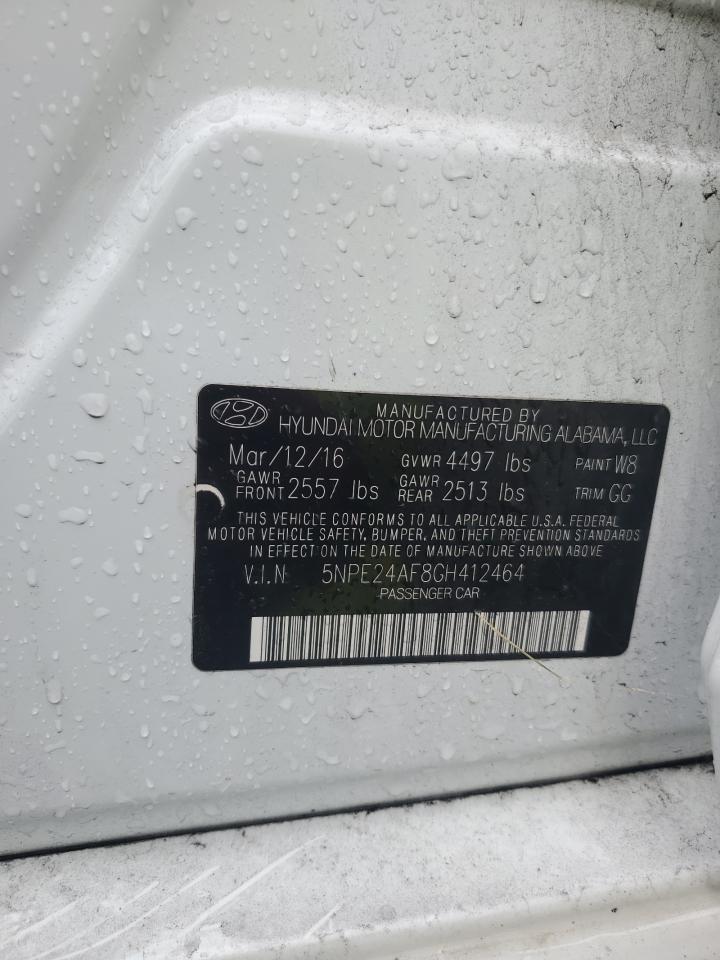 MANUFACTURED BY
HYUNDAI MOTOR MANUFACTURING ALABAMA, LLC
Mar/12/16 GVWR 4497 lbs PAINT W8
GAWR FRONT 2557 lbs GAWR REAR 2513 lbs TRIM GG
THIS VEHICLE CONFORMS TO ALL APPLICABLE U.S.A. FEDERAL
MOTOR VEHICLE SAFETY, BUMPER, AND THEFT PREVENTION STANDARDS
IN EFFECT ON THE DATE OF MANUFACTURE SHOWN ABOVE
V.I.N 5NPE24AF8GH412464
PASSENGER CAR